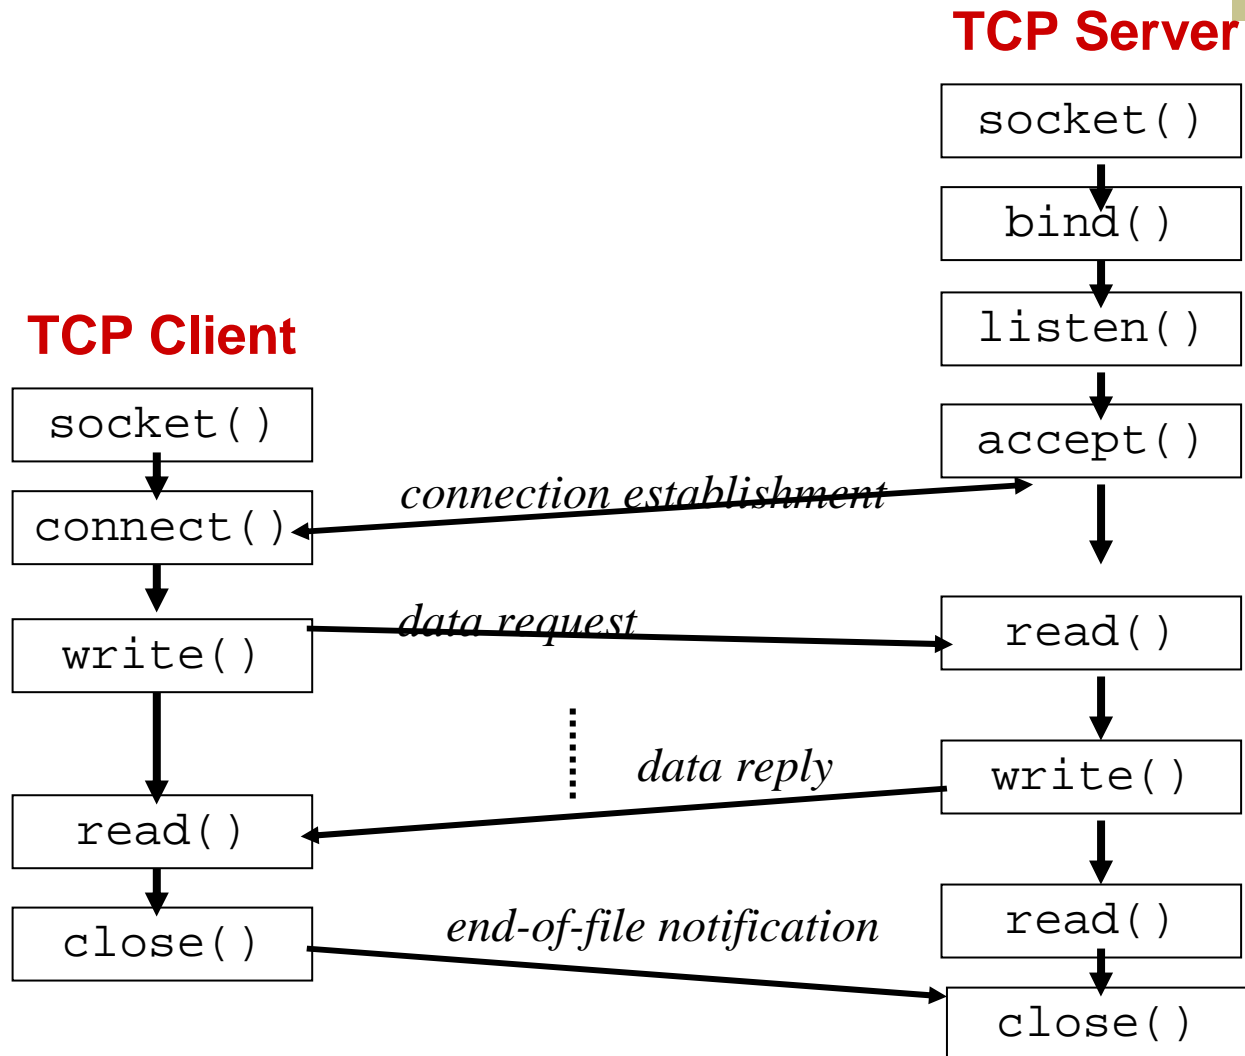 TCP Server
socket()
bind()
listen()
TCP Client
accept()
socket()
connection establishment
connect()
data request
read()
write()
data reply
write()
read()
end-of-file notification
read()
close()
close()